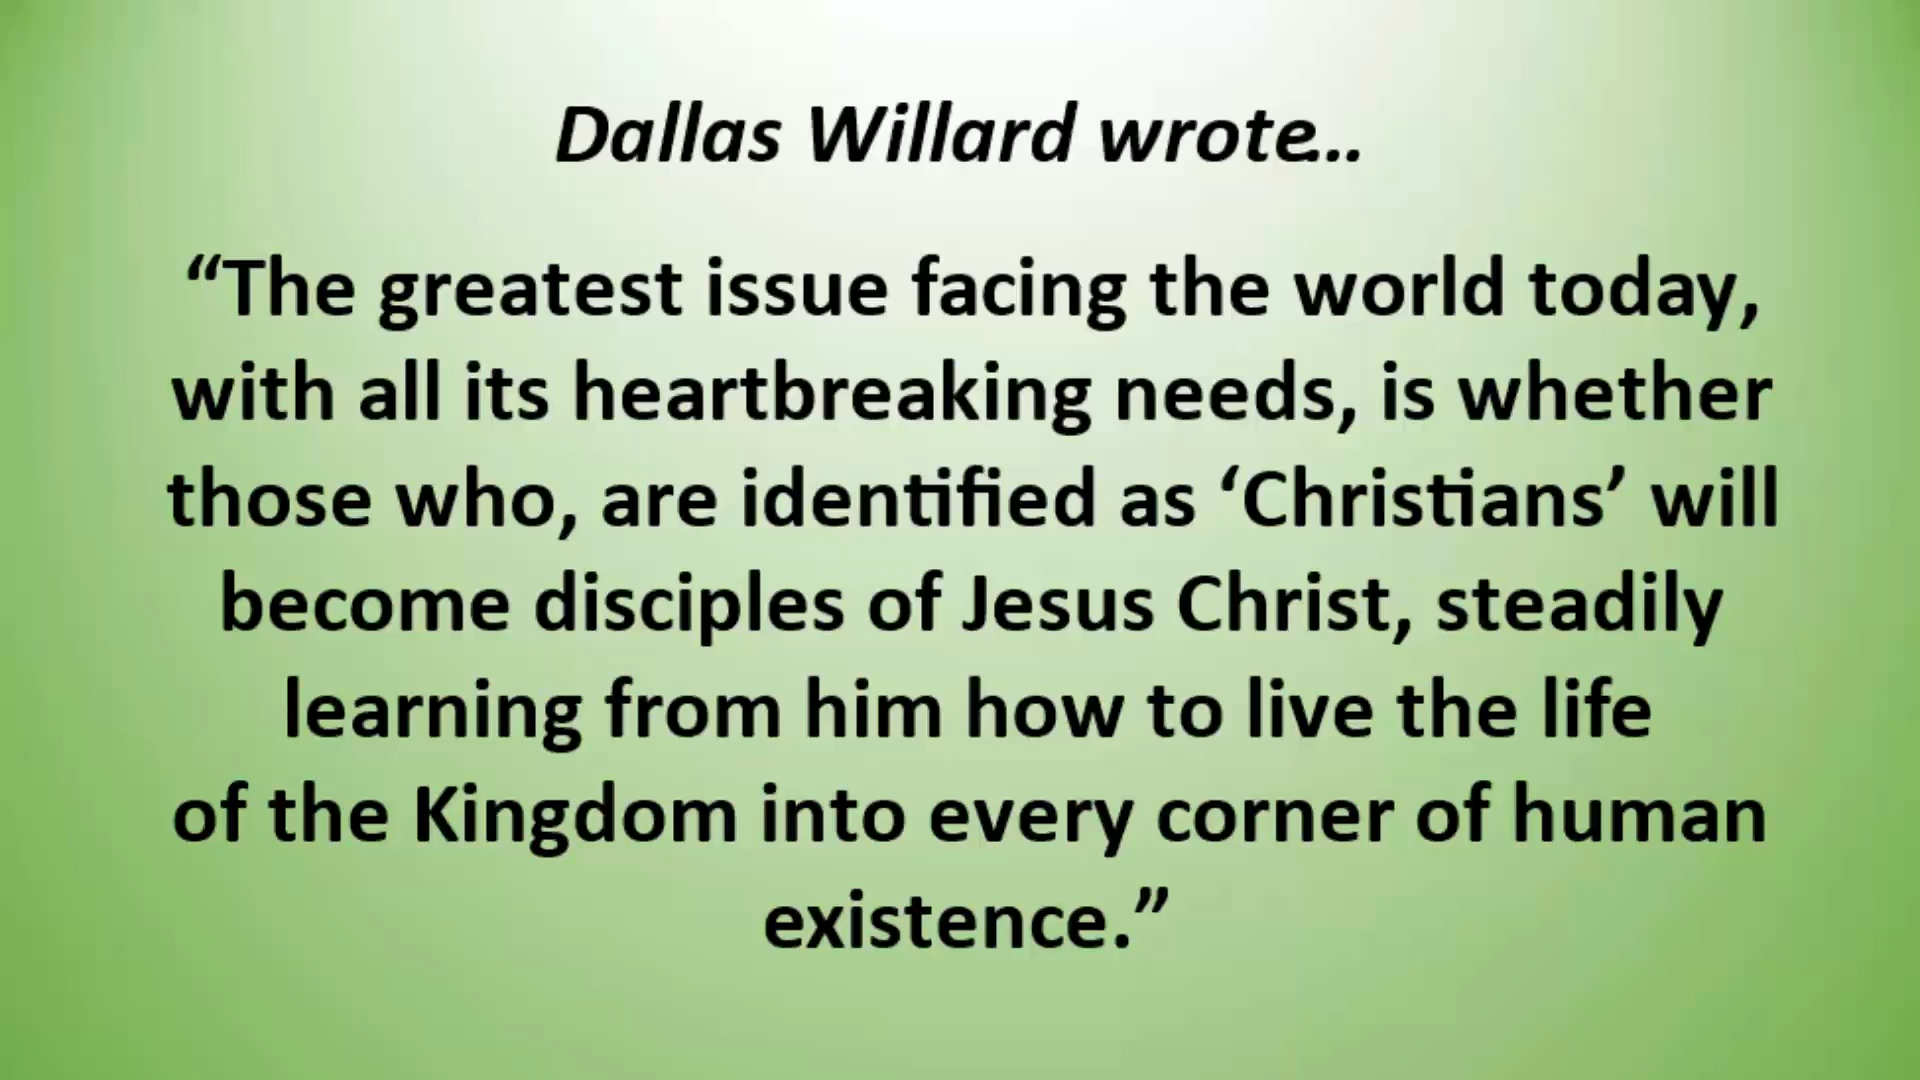 Dallas Willard wrote...
“The greatest issue facing the world today,
with all its heartbreaking needs, is whether
those who, are identified as ‘Christians’ will
become disciples of Jesus Christ, steadily
learning from him how to live the life
of the Kingdom into every corner of human
existence.”